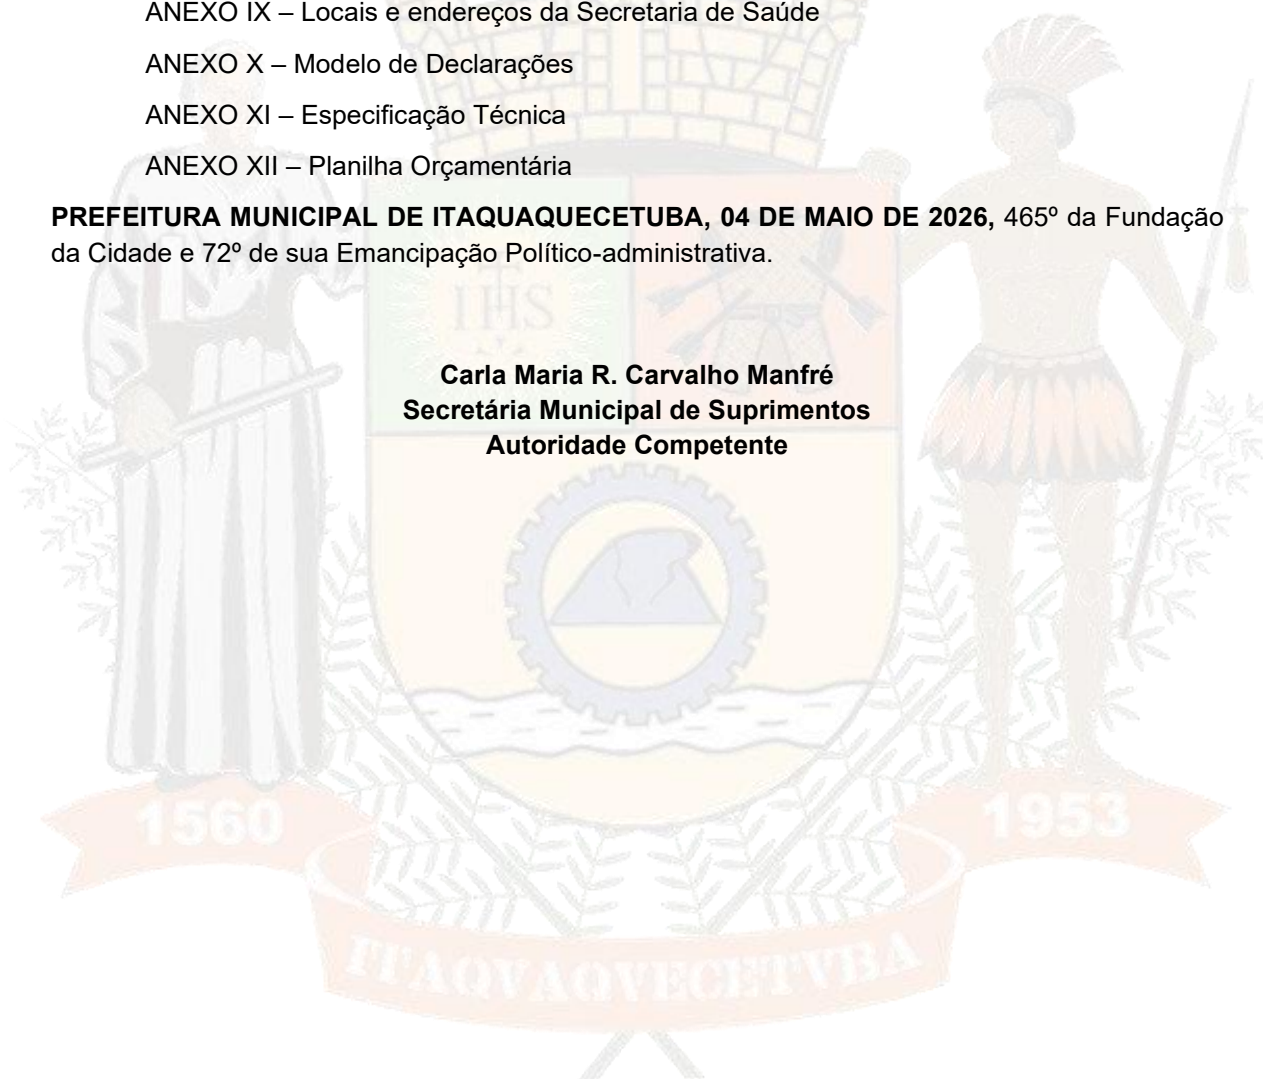 ANEXO IX – Locais e endereços da Secretaria de Saúde
ANEXO X – Modelo de Declarações
ANEXO XI – Especificação Técnica
ANEXO XII – Planilha Orçamentária
PREFEITURA MUNICIPAL DE ITAQUAQUECETUBA, 04 DE MAIO DE 2026, 465º da Fundação
da Cidade e 72º de sua Emancipação Político-administrativa.
IHS
Carla Maria R. Carvalho Manfré
Secretária Municipal de Suprimentos
Autoridade Competente
1560
1953
ITAQVAQVECETVBA